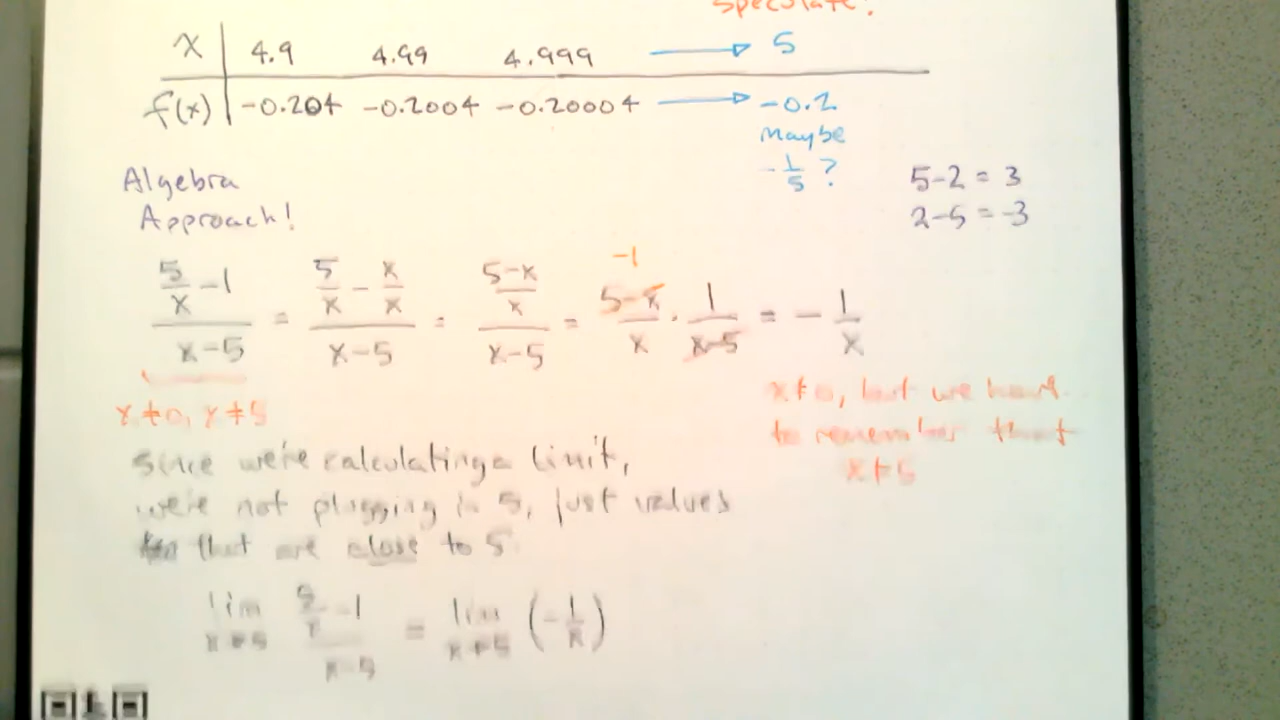 speculate!
x 4.9 4.99 4.999 → 5
f(x) -0.204 -0.2004 -0.20004 → -0.2
Maybe
-1/5 ?
5-2 = 3
2-5 = -3
Algebra
Approach!
-1
(5/x - 1)/(x-5) = (5/x - x/x)/(x-5) = ((5-x)/x)/(x-5) = (5-x)/x · 1/(x-5) = - 1/x
x≠0, x≠5
x≠0, but we have
to remember that
x≠5
since we're calculating a limit,
we're not plugging in 5, just values
that are close to 5
lim x→5 (5/x - 1)/(x-5) = lim x→5 (-1/x)